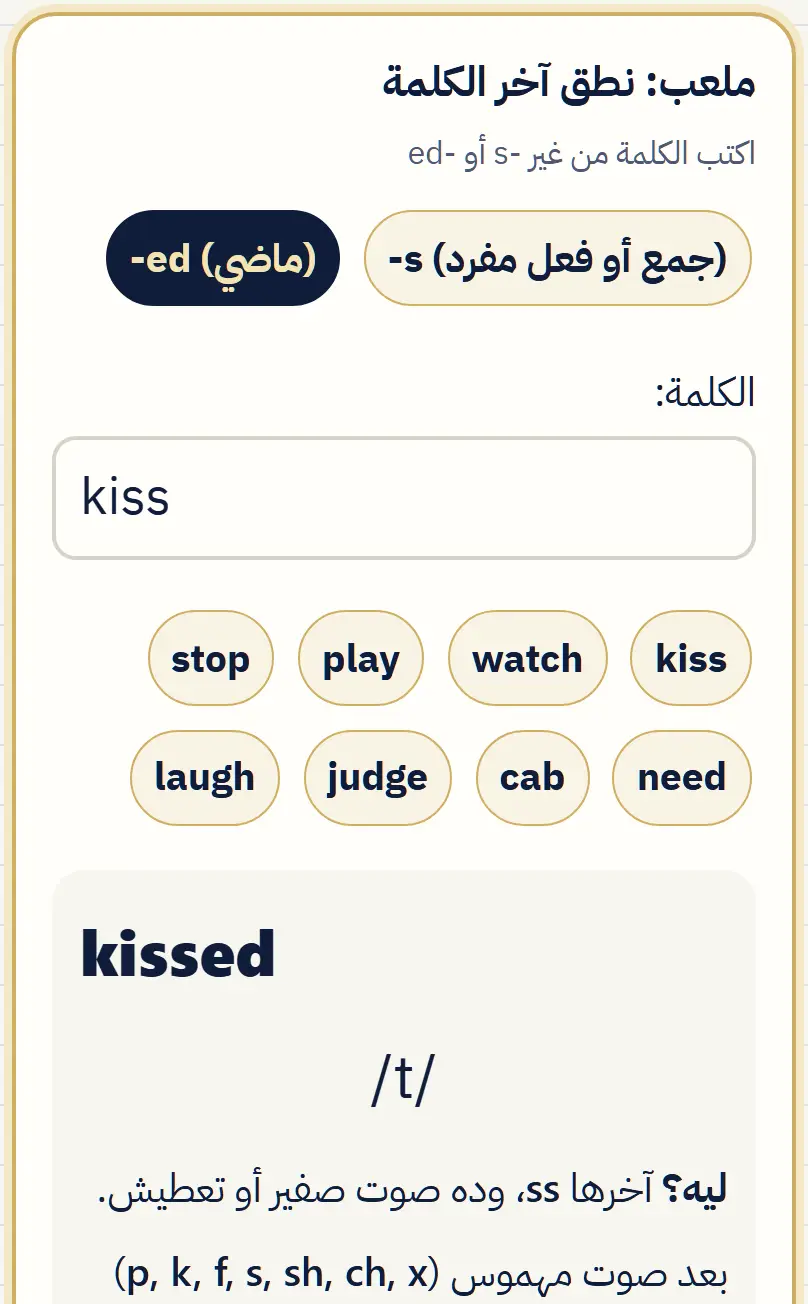 ملعب: نطق آخر الكلمة
اكتب الكلمة من غير -s أو -ed
-s (جمع أو فعل مفرد)
-ed (ماضي)
الكلمة:
kiss
kiss
watch
play
stop
need
cab
judge
laugh
kissed
/t/
ليه؟ آخرها ss، وده صوت صفير أو تعطيش.
بعد صوت مهموس (p, k, f, s, sh, ch, x)